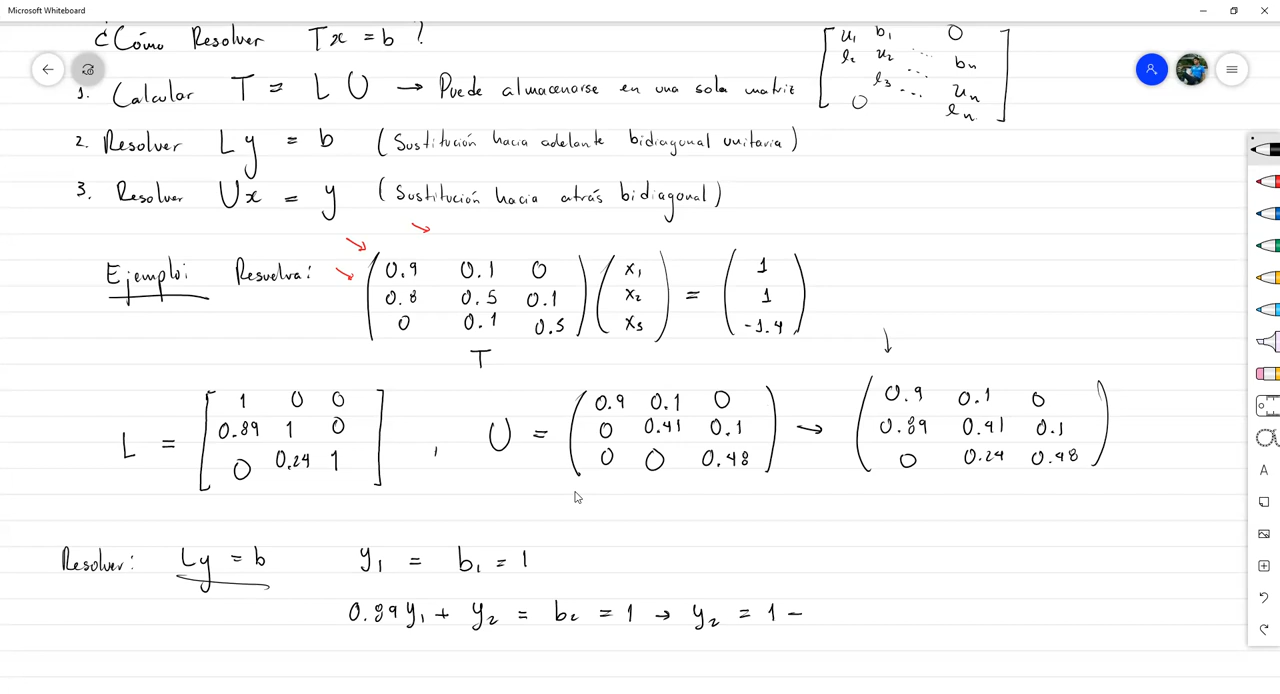 Microsoft Whiteboard
¿Cómo Resolver Tx = b ?
1. Calcular T = L U → Puede almacenarse en una sola matriz [ u₁ b₁ 0 ; l₂ u₂ ⋱ bₙ ; l₃ ⋱ uₙ ; 0 lₙ ]
2. Resolver Ly = b (Sustitución hacia adelante bidiagonal unitaria)
3. Resolver Ux = y (Sustitución hacia atrás bidiagonal)
Ejemplo: Resuelva:
( 0.9 0.1 0 ) ( x₁ ) ( 1 )
( 0.8 0.5 0.1 ) ( x₂ ) = ( 1 )
( 0 0.1 0.5 ) ( x₃ ) ( -1.4 )
T
[ 1 0 0 ] ( 0.9 0.1 0 ) ( 0.9 0.1 0 )
L = [ 0.89 1 0 ] , U = ( 0 0.41 0.1 ) → ( 0.89 0.41 0.1 )
[ 0 0.24 1 ] ( 0 0 0.48 ) ( 0 0.24 0.48 )
Resolver: Ly = b y₁ = b₁ = 1
0.89y₁ + y₂ = b₂ = 1 → y₂ = 1 −